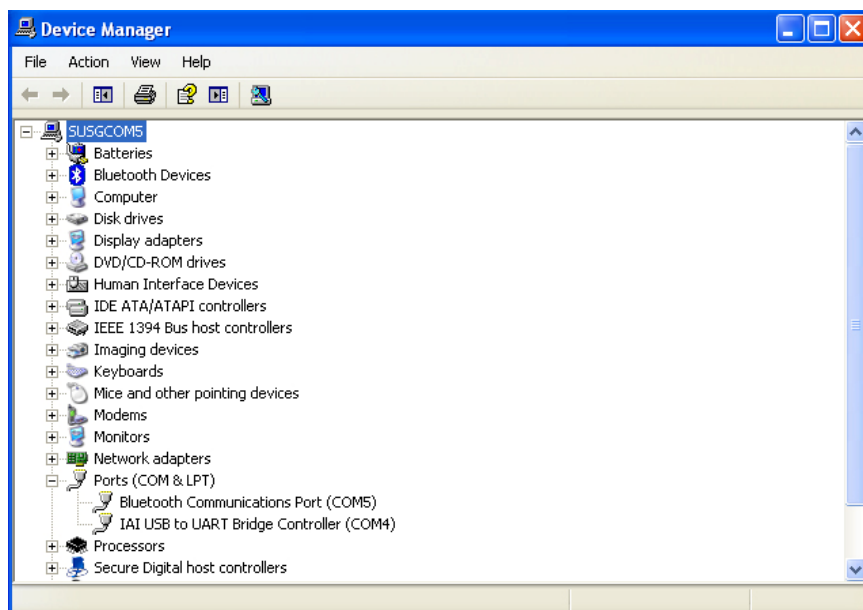 Device Manager
File Action View Help
SUSGCOM5
Batteries
Bluetooth Devices
Computer
Disk drives
Display adapters
DVD/CD-ROM drives
Human Interface Devices
IDE ATA/ATAPI controllers
IEEE 1394 Bus host controllers
Imaging devices
Keyboards
Mice and other pointing devices
Modems
Monitors
Network adapters
Ports (COM & LPT)
Bluetooth Communications Port (COM5)
IAI USB to UART Bridge Controller (COM4)
Processors
Secure Digital host controllers